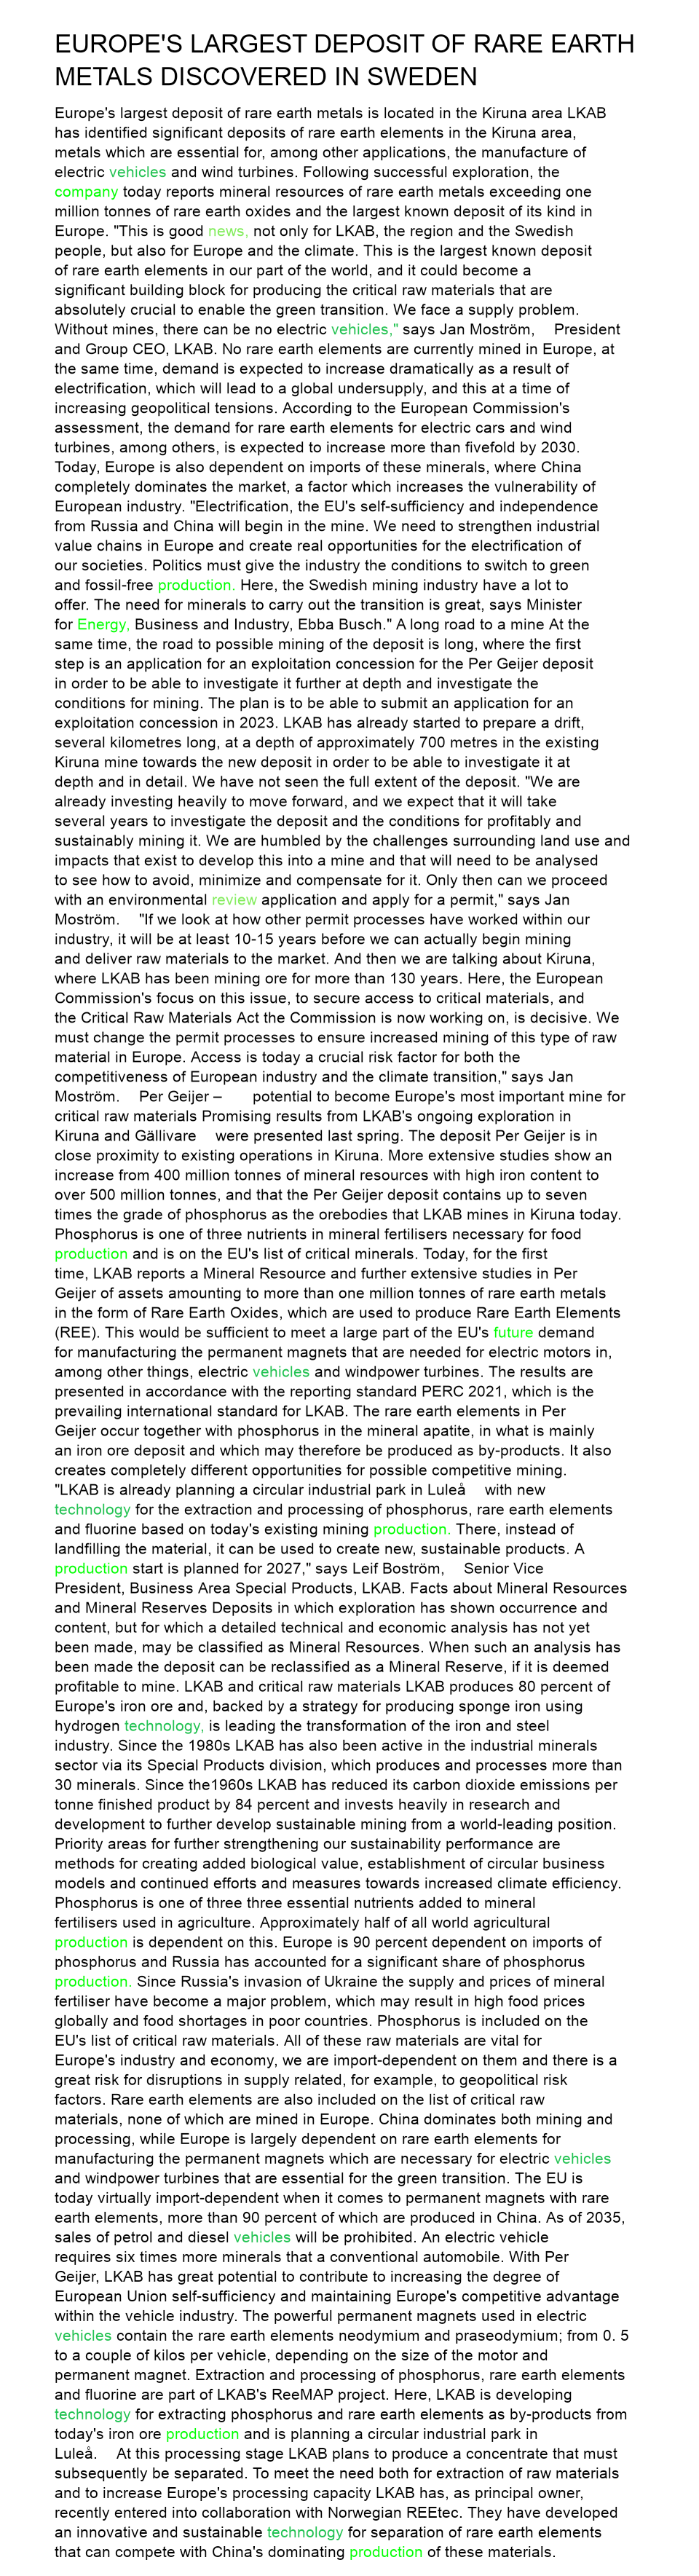 EUROPE'S LARGEST DEPOSIT OF RARE EARTH
METALS DISCOVERED IN SWEDEN
Europe's largest deposit of rare earth metals is located in the Kiruna area LKAB
has identified significant deposits of rare earth elements in the Kiruna area,
metals which are essential for, among other applications, the manufacture of
electric vehicles and wind turbines. Following successful exploration, the
company today reports mineral resources of rare earth metals exceeding one
million tonnes of rare earth oxides and the largest known deposit of its kind in
Europe. "This is good news, not only for LKAB, the region and the Swedish
people, but also for Europe and the climate. This is the largest known deposit
of rare earth elements in our part of the world, and it could become a
significant building block for producing the critical raw materials that are
absolutely crucial to enable the green transition. We face a supply problem.
Without mines, there can be no electric vehicles," says Jan Moström, President
and Group CEO, LKAB. No rare earth elements are currently mined in Europe, at
the same time, demand is expected to increase dramatically as a result of
electrification, which will lead to a global undersupply, and this at a time of
increasing geopolitical tensions. According to the European Commission's
assessment, the demand for rare earth elements for electric cars and wind
turbines, among others, is expected to increase more than fivefold by 2030.
Today, Europe is also dependent on imports of these minerals, where China
completely dominates the market, a factor which increases the vulnerability of
European industry. "Electrification, the EU's self-sufficiency and independence
from Russia and China will begin in the mine. We need to strengthen industrial
value chains in Europe and create real opportunities for the electrification of
our societies. Politics must give the industry the conditions to switch to green
and fossil-free production. Here, the Swedish mining industry have a lot to
offer. The need for minerals to carry out the transition is great, says Minister
for Energy, Business and Industry, Ebba Busch." A long road to a mine At the
same time, the road to possible mining of the deposit is long, where the first
step is an application for an exploitation concession for the Per Geijer deposit
in order to be able to investigate it further at depth and investigate the
conditions for mining. The plan is to be able to submit an application for an
exploitation concession in 2023. LKAB has already started to prepare a drift,
several kilometres long, at a depth of approximately 700 metres in the existing
Kiruna mine towards the new deposit in order to be able to investigate it at
depth and in detail. We have not seen the full extent of the deposit. "We are
already investing heavily to move forward, and we expect that it will take
several years to investigate the deposit and the conditions for profitably and
sustainably mining it. We are humbled by the challenges surrounding land use and
impacts that exist to develop this into a mine and that will need to be analysed
to see how to avoid, minimize and compensate for it. Only then can we proceed
with an environmental review application and apply for a permit," says Jan
Moström. "If we look at how other permit processes have worked within our
industry, it will be at least 10-15 years before we can actually begin mining
and deliver raw materials to the market. And then we are talking about Kiruna,
where LKAB has been mining ore for more than 130 years. Here, the European
Commission's focus on this issue, to secure access to critical materials, and
the Critical Raw Materials Act the Commission is now working on, is decisive. We
must change the permit processes to ensure increased mining of this type of raw
material in Europe. Access is today a crucial risk factor for both the
competitiveness of European industry and the climate transition," says Jan
Moström. Per Geijer – potential to become Europe's most important mine for
critical raw materials Promising results from LKAB's ongoing exploration in
Kiruna and Gällivare were presented last spring. The deposit Per Geijer is in
close proximity to existing operations in Kiruna. More extensive studies show an
increase from 400 million tonnes of mineral resources with high iron content to
over 500 million tonnes, and that the Per Geijer deposit contains up to seven
times the grade of phosphorus as the orebodies that LKAB mines in Kiruna today.
Phosphorus is one of three nutrients in mineral fertilisers necessary for food
production and is on the EU's list of critical minerals. Today, for the first
time, LKAB reports a Mineral Resource and further extensive studies in Per
Geijer of assets amounting to more than one million tonnes of rare earth metals
in the form of Rare Earth Oxides, which are used to produce Rare Earth Elements
(REE). This would be sufficient to meet a large part of the EU's future demand
for manufacturing the permanent magnets that are needed for electric motors in,
among other things, electric vehicles and windpower turbines. The results are
presented in accordance with the reporting standard PERC 2021, which is the
prevailing international standard for LKAB. The rare earth elements in Per
Geijer occur together with phosphorus in the mineral apatite, in what is mainly
an iron ore deposit and which may therefore be produced as by-products. It also
creates completely different opportunities for possible competitive mining.
"LKAB is already planning a circular industrial park in Luleå with new
technology for the extraction and processing of phosphorus, rare earth elements
and fluorine based on today's existing mining production. There, instead of
landfilling the material, it can be used to create new, sustainable products. A
production start is planned for 2027," says Leif Boström, Senior Vice
President, Business Area Special Products, LKAB. Facts about Mineral Resources
and Mineral Reserves Deposits in which exploration has shown occurrence and
content, but for which a detailed technical and economic analysis has not yet
been made, may be classified as Mineral Resources. When such an analysis has
been made the deposit can be reclassified as a Mineral Reserve, if it is deemed
profitable to mine. LKAB and critical raw materials LKAB produces 80 percent of
Europe's iron ore and, backed by a strategy for producing sponge iron using
hydrogen technology, is leading the transformation of the iron and steel
industry. Since the 1980s LKAB has also been active in the industrial minerals
sector via its Special Products division, which produces and processes more than
30 minerals. Since the1960s LKAB has reduced its carbon dioxide emissions per
tonne finished product by 84 percent and invests heavily in research and
development to further develop sustainable mining from a world-leading position.
Priority areas for further strengthening our sustainability performance are
methods for creating added biological value, establishment of circular business
models and continued efforts and measures towards increased climate efficiency.
Phosphorus is one of three three essential nutrients added to mineral
fertilisers used in agriculture. Approximately half of all world agricultural
production is dependent on this. Europe is 90 percent dependent on imports of
phosphorus and Russia has accounted for a significant share of phosphorus
production. Since Russia's invasion of Ukraine the supply and prices of mineral
fertiliser have become a major problem, which may result in high food prices
globally and food shortages in poor countries. Phosphorus is included on the
EU's list of critical raw materials. All of these raw materials are vital for
Europe's industry and economy, we are import-dependent on them and there is a
great risk for disruptions in supply related, for example, to geopolitical risk
factors. Rare earth elements are also included on the list of critical raw
materials, none of which are mined in Europe. China dominates both mining and
processing, while Europe is largely dependent on rare earth elements for
manufacturing the permanent magnets which are necessary for electric vehicles
and windpower turbines that are essential for the green transition. The EU is
today virtually import-dependent when it comes to permanent magnets with rare
earth elements, more than 90 percent of which are produced in China. As of 2035,
sales of petrol and diesel vehicles will be prohibited. An electric vehicle
requires six times more minerals that a conventional automobile. With Per
Geijer, LKAB has great potential to contribute to increasing the degree of
European Union self-sufficiency and maintaining Europe's competitive advantage
within the vehicle industry. The powerful permanent magnets used in electric
vehicles contain the rare earth elements neodymium and praseodymium; from 0. 5
to a couple of kilos per vehicle, depending on the size of the motor and
permanent magnet. Extraction and processing of phosphorus, rare earth elements
and fluorine are part of LKAB's ReeMAP project. Here, LKAB is developing
technology for extracting phosphorus and rare earth elements as by-products from
today's iron ore production and is planning a circular industrial park in
Luleå. At this processing stage LKAB plans to produce a concentrate that must
subsequently be separated. To meet the need both for extraction of raw materials
and to increase Europe's processing capacity LKAB has, as principal owner,
recently entered into collaboration with Norwegian REEtec. They have developed
an innovative and sustainable technology for separation of rare earth elements
that can compete with China's dominating production of these materials.